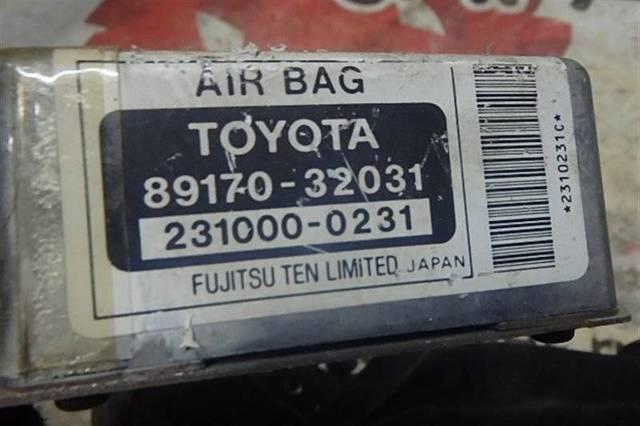 AIR BAG
TOYOTA
89170-32031
231000-0231
FUJITSU TEN LIMITED JAPAN
*2310231C*